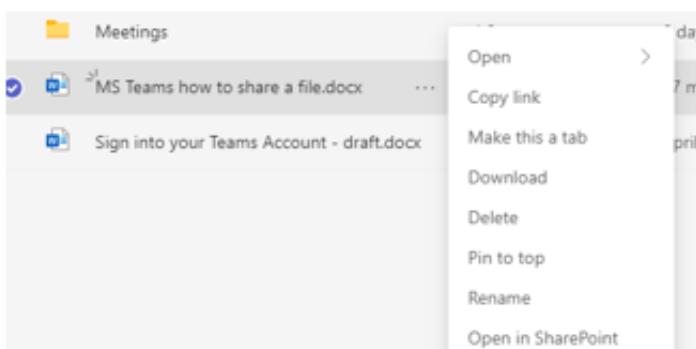 Meetings
MS Teams how to share a file.docx ...
Sign into your Teams Account - draft.docx
Open
Copy link
Make this a tab
Download
Delete
Pin to top
Rename
Open in SharePoint